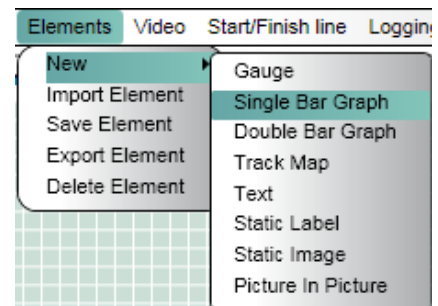 Elements Video Start/Finish line Logging
New
Import Element
Save Element
Export Element
Delete Element
Gauge
Single Bar Graph
Double Bar Graph
Track Map
Text
Static Label
Static Image
Picture In Picture